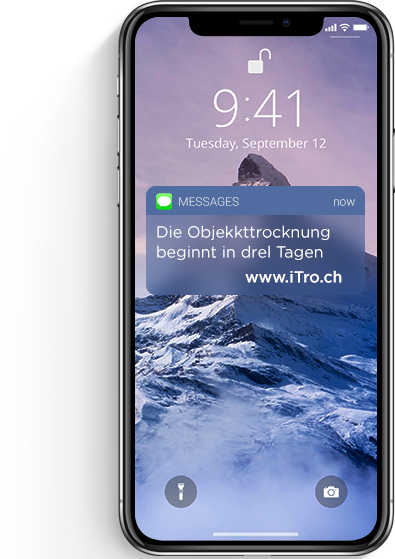 9:41
Tuesday, September 12
MESSAGES now
Die Objekkttrocknung
beginnt in drel Tagen
www.iTro.ch